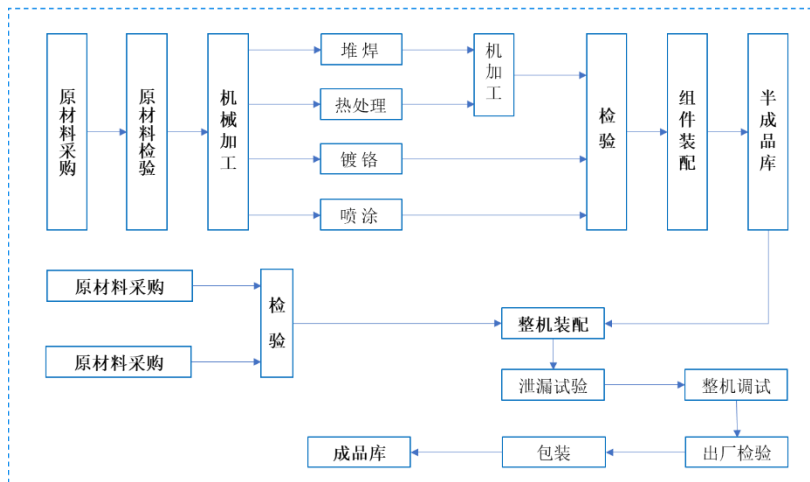 原材料采购
原材料检验
机械加工
堆焊
热处理
镀铬
喷涂
机加工
检验
组件装配
半成品库
原材料采购
原材料采购
检验
整机装配
泄漏试验
整机调试
出厂检验
包装
成品库